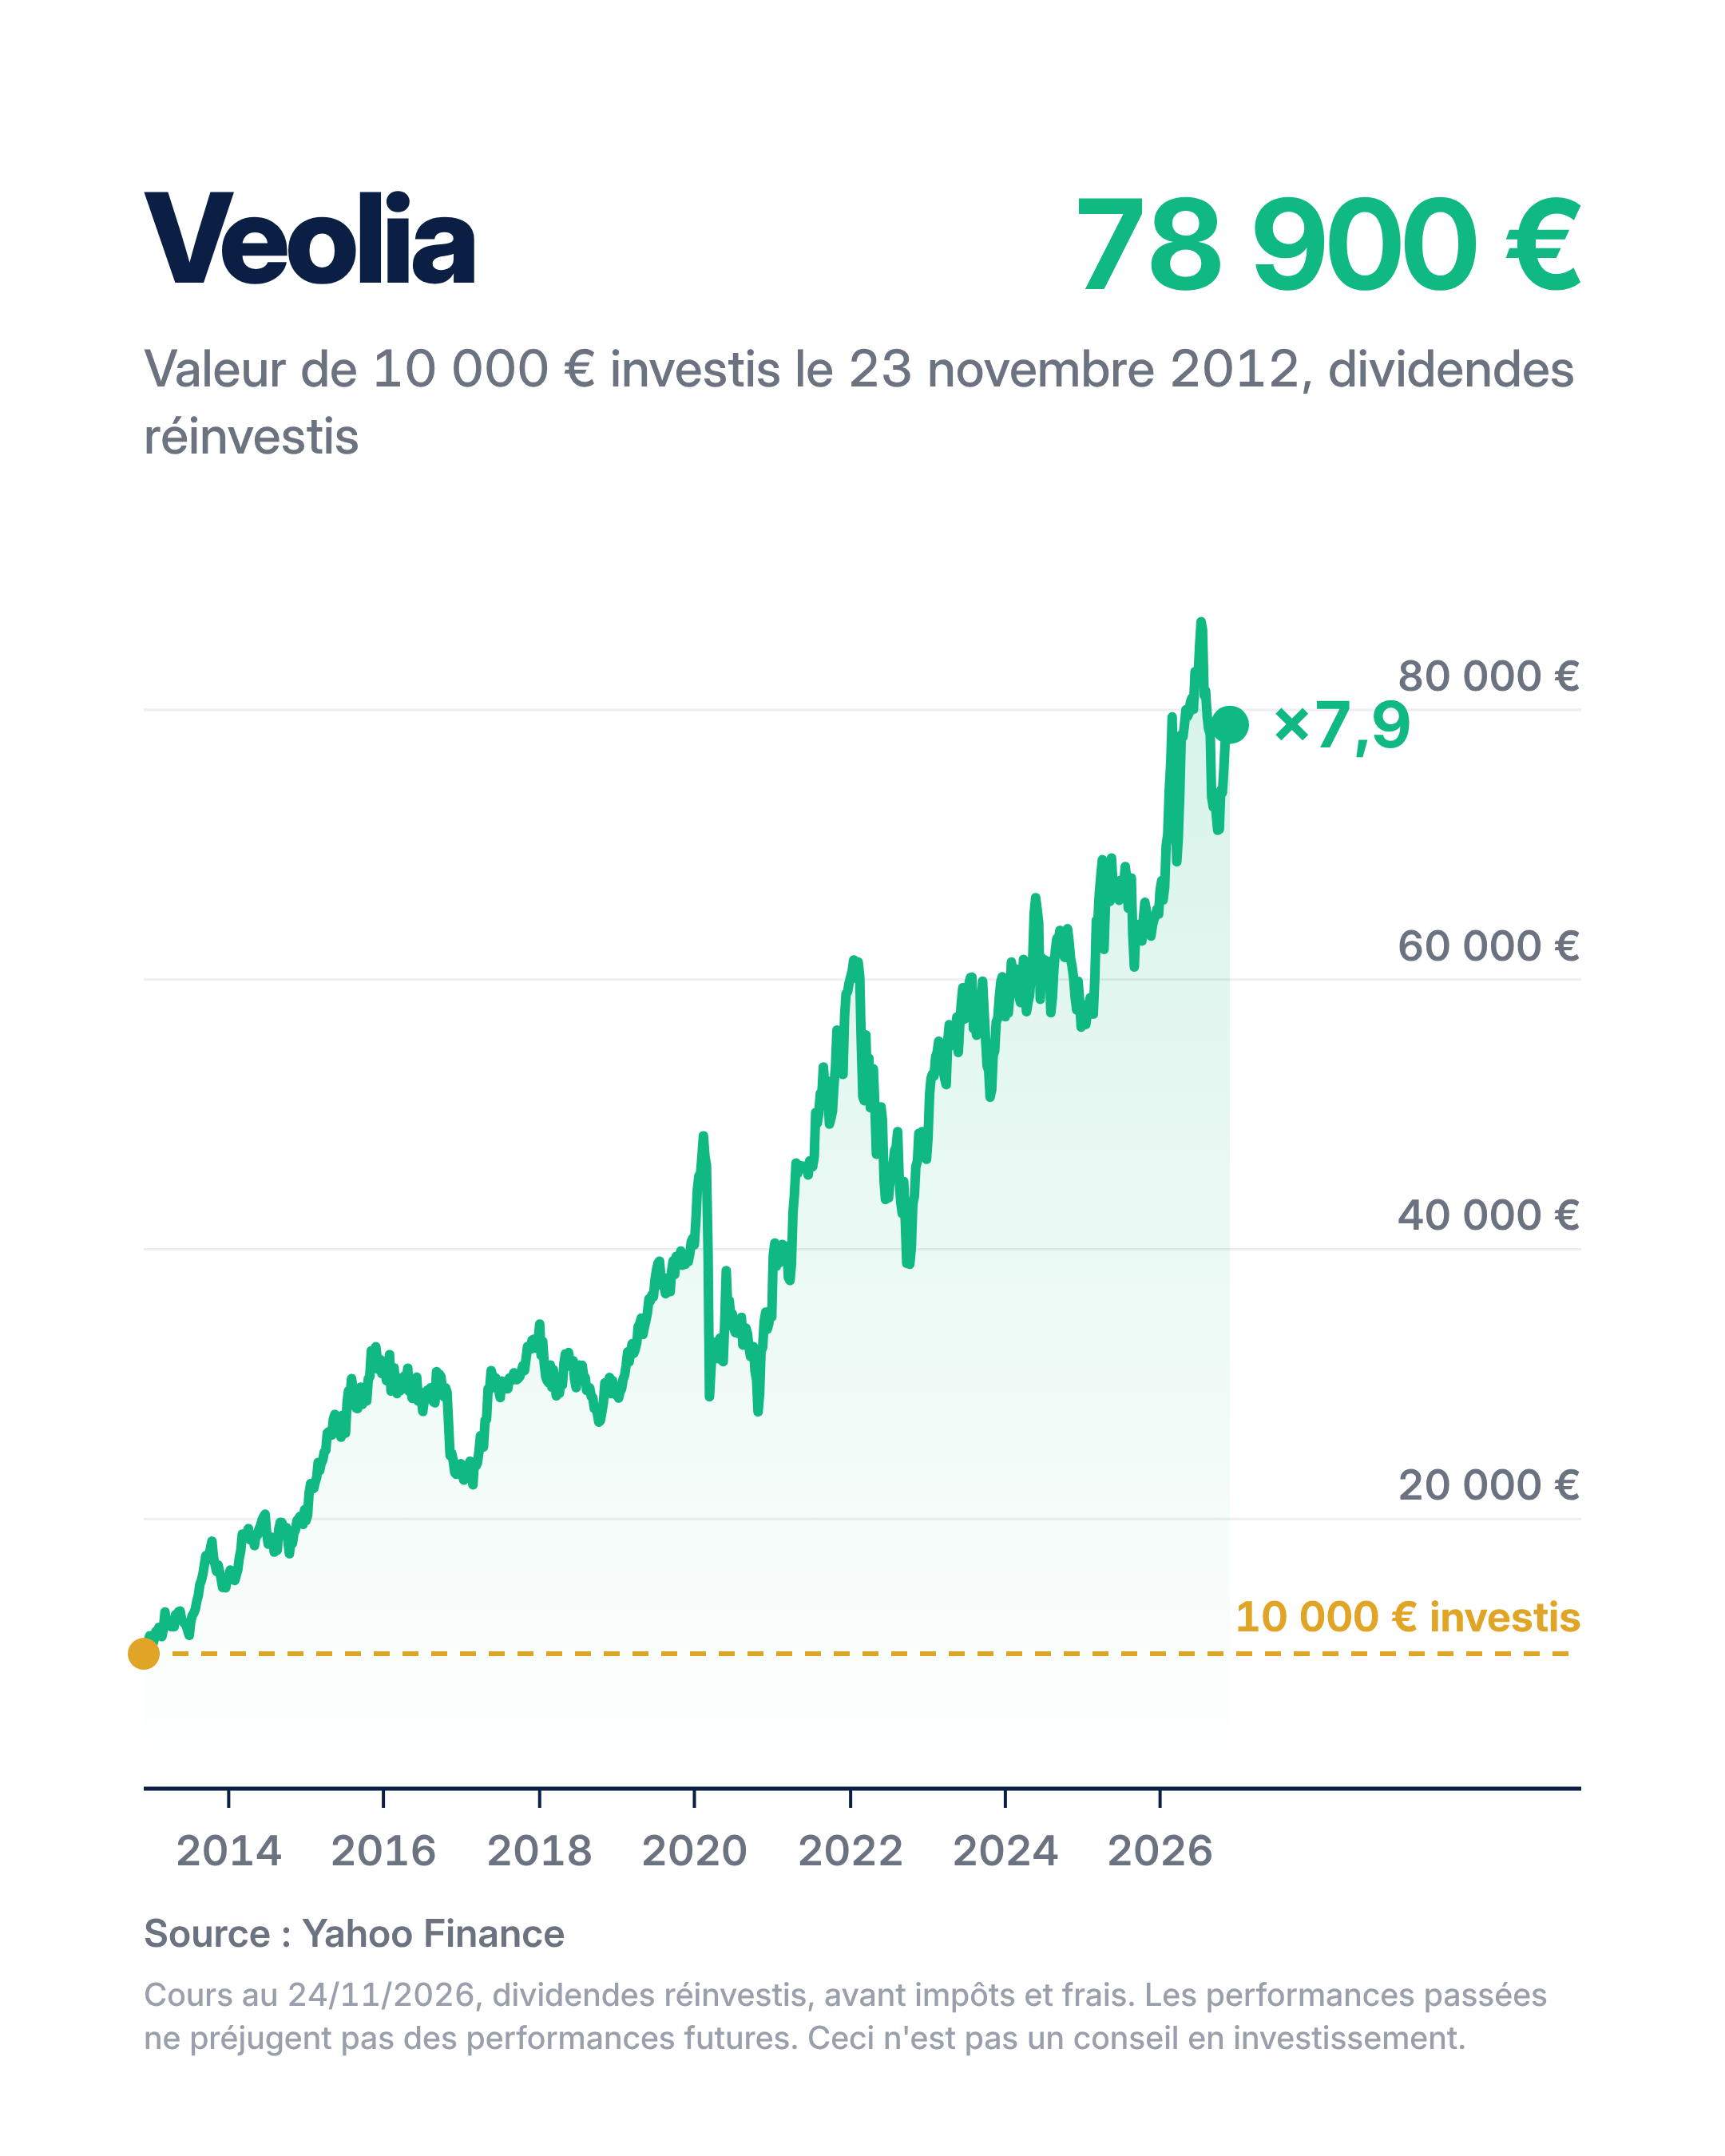 Veolia
78 900 €
Valeur de 10 000 € investis le 23 novembre 2012, dividendes
réinvestis
80 000 €
×7,9
60 000 €
40 000 €
20 000 €
10 000 € investis
2014 2016 2018 2020 2022 2024 2026
Source : Yahoo Finance
Cours au 24/11/2026, dividendes réinvestis, avant impôts et frais. Les performances passées
ne préjugent pas des performances futures. Ceci n'est pas un conseil en investissement.